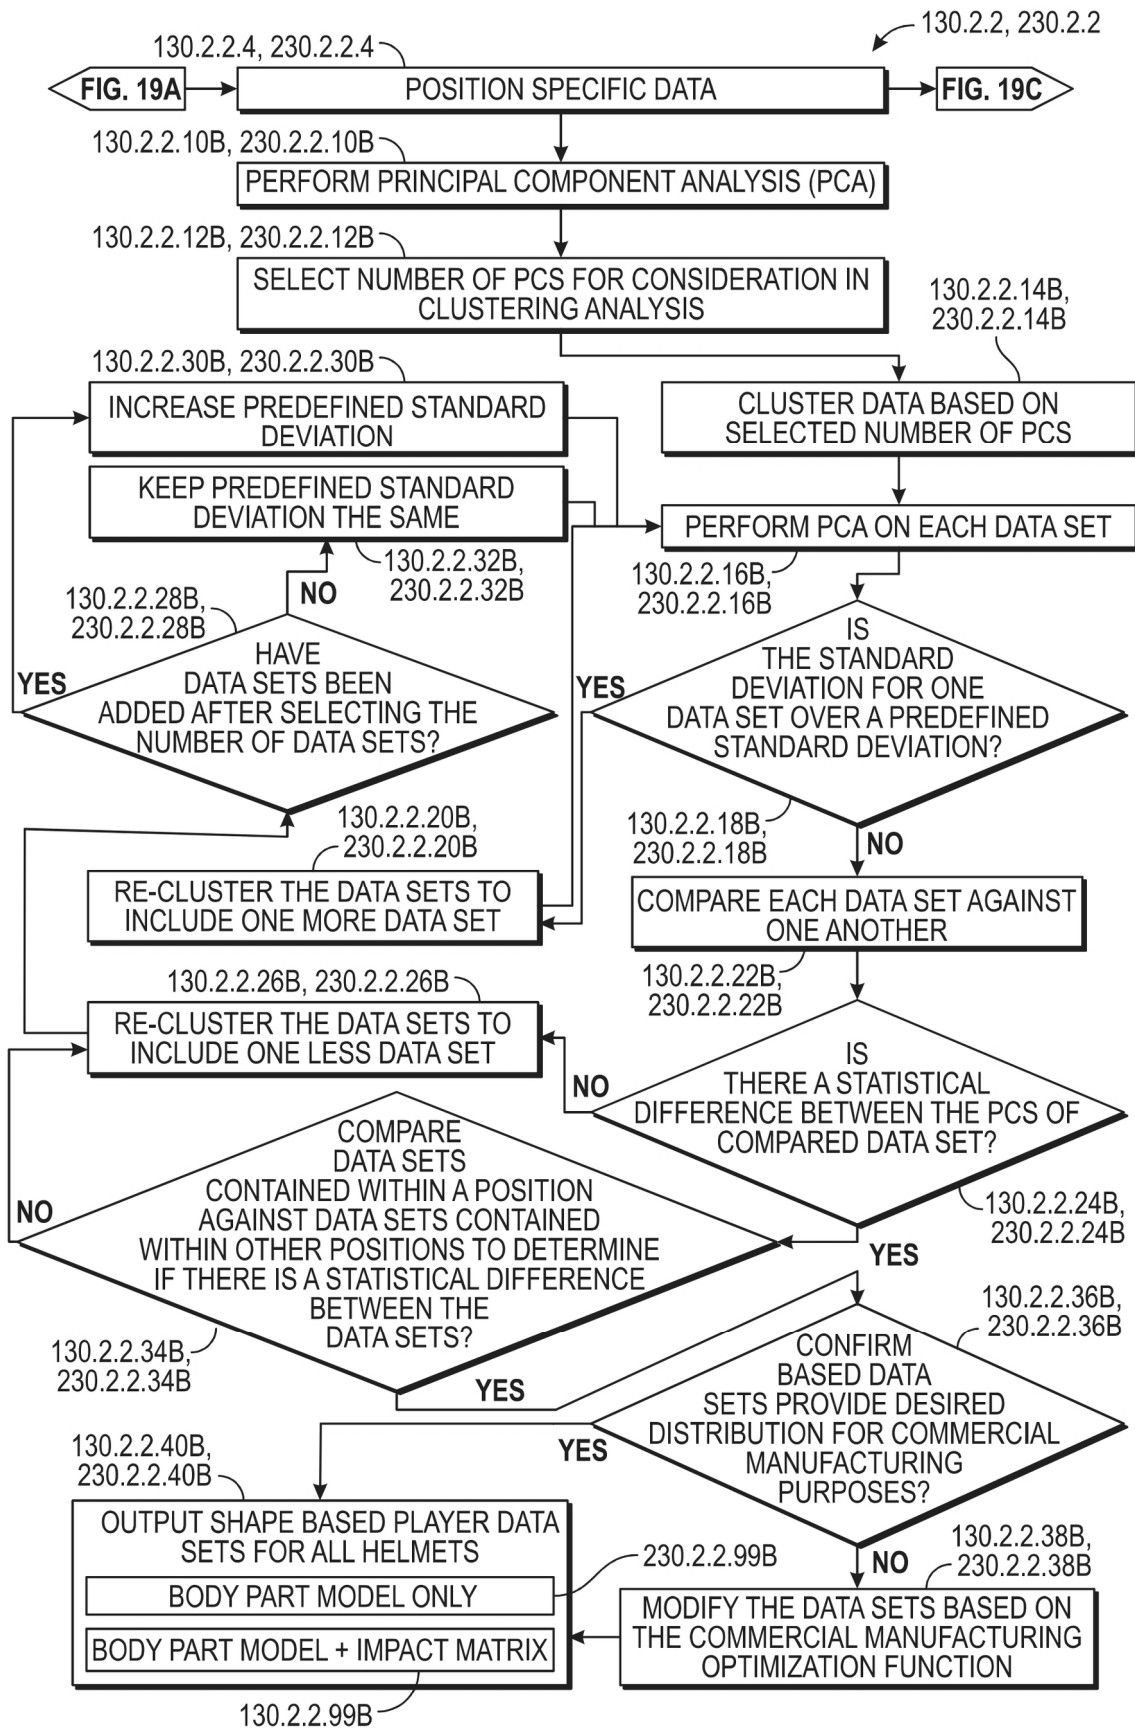 130.2.2, 230.2.2
130.2.2.4, 230.2.2.4
FIG. 19A
POSITION SPECIFIC DATA
FIG. 19C
130.2.2.10B, 230.2.2.10B
PERFORM PRINCIPAL COMPONENT ANALYSIS (PCA)
130.2.2.12B, 230.2.2.12B
SELECT NUMBER OF PCS FOR CONSIDERATION IN
CLUSTERING ANALYSIS
130.2.2.14B,
230.2.2.14B
CLUSTER DATA BASED ON
SELECTED NUMBER OF PCS
130.2.2.30B, 230.2.2.30B
INCREASE PREDEFINED STANDARD
DEVIATION
KEEP PREDEFINED STANDARD
DEVIATION THE SAME
130.2.2.32B,
230.2.2.32B
PERFORM PCA ON EACH DATA SET
130.2.2.16B,
230.2.2.16B
NO
130.2.2.28B,
230.2.2.28B
YES
HAVE
DATA SETS BEEN
ADDED AFTER SELECTING THE
NUMBER OF DATA SETS?
YES
IS
THE STANDARD
DEVIATION FOR ONE
DATA SET OVER A PREDEFINED
STANDARD DEVIATION?
130.2.2.18B,
230.2.2.18B
NO
130.2.2.20B,
230.2.2.20B
RE-CLUSTER THE DATA SETS TO
INCLUDE ONE MORE DATA SET
COMPARE EACH DATA SET AGAINST
ONE ANOTHER
130.2.2.22B,
230.2.2.22B
130.2.2.26B, 230.2.2.26B
RE-CLUSTER THE DATA SETS TO
INCLUDE ONE LESS DATA SET
NO
IS
THERE A STATISTICAL
DIFFERENCE BETWEEN THE PCS OF
COMPARED DATA SET?
130.2.2.24B,
230.2.2.24B
YES
NO
COMPARE
DATA SETS
CONTAINED WITHIN A POSITION
AGAINST DATA SETS CONTAINED
WITHIN OTHER POSITIONS TO DETERMINE
IF THERE IS A STATISTICAL DIFFERENCE
BETWEEN THE
DATA SETS?
130.2.2.34B,
230.2.2.34B
YES
130.2.2.36B,
230.2.2.36B
CONFIRM
BASED DATA
SETS PROVIDE DESIRED
DISTRIBUTION FOR COMMERCIAL
MANUFACTURING
PURPOSES?
YES
130.2.2.40B,
230.2.2.40B
OUTPUT SHAPE BASED PLAYER DATA
SETS FOR ALL HELMETS
BODY PART MODEL ONLY
230.2.2.99B
BODY PART MODEL + IMPACT MATRIX
130.2.2.99B
NO
130.2.2.38B,
230.2.2.38B
MODIFY THE DATA SETS BASED ON
THE COMMERCIAL MANUFACTURING
OPTIMIZATION FUNCTION